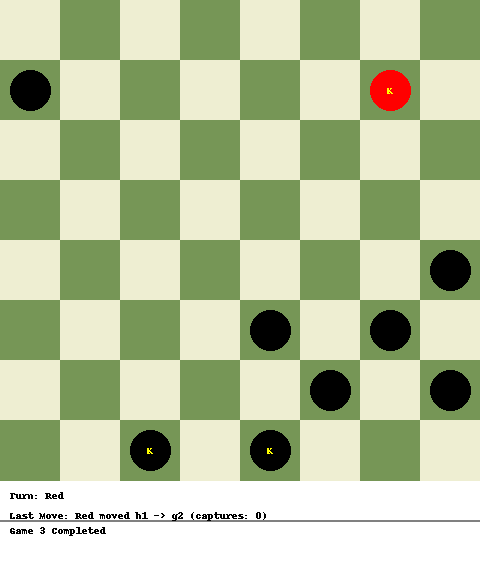 K
K
K
Turn: Red
Last Move: Red moved h1 -> g2 (captures: 0)
Game 3 Completed